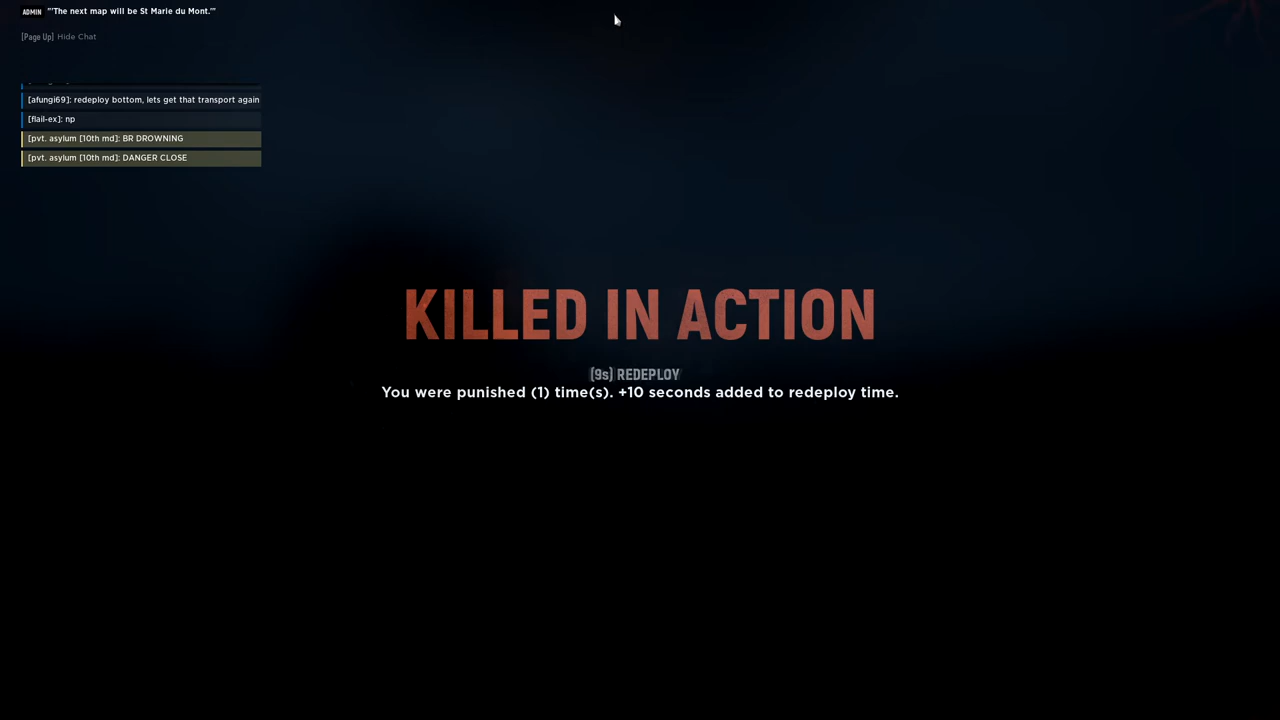 ADMIN "'The next map will be St Marie du Mont.'"
[Page Up] Hide Chat
[afungi69]: redeploy bottom, lets get that transport again
[flail-ex]: np
[pvt. asylum [10th md]: BR DROWNING
[pvt. asylum [10th md]: DANGER CLOSE
KILLED IN ACTION
(9s) REDEPLOY
You were punished (1) time(s). +10 seconds added to redeploy time.